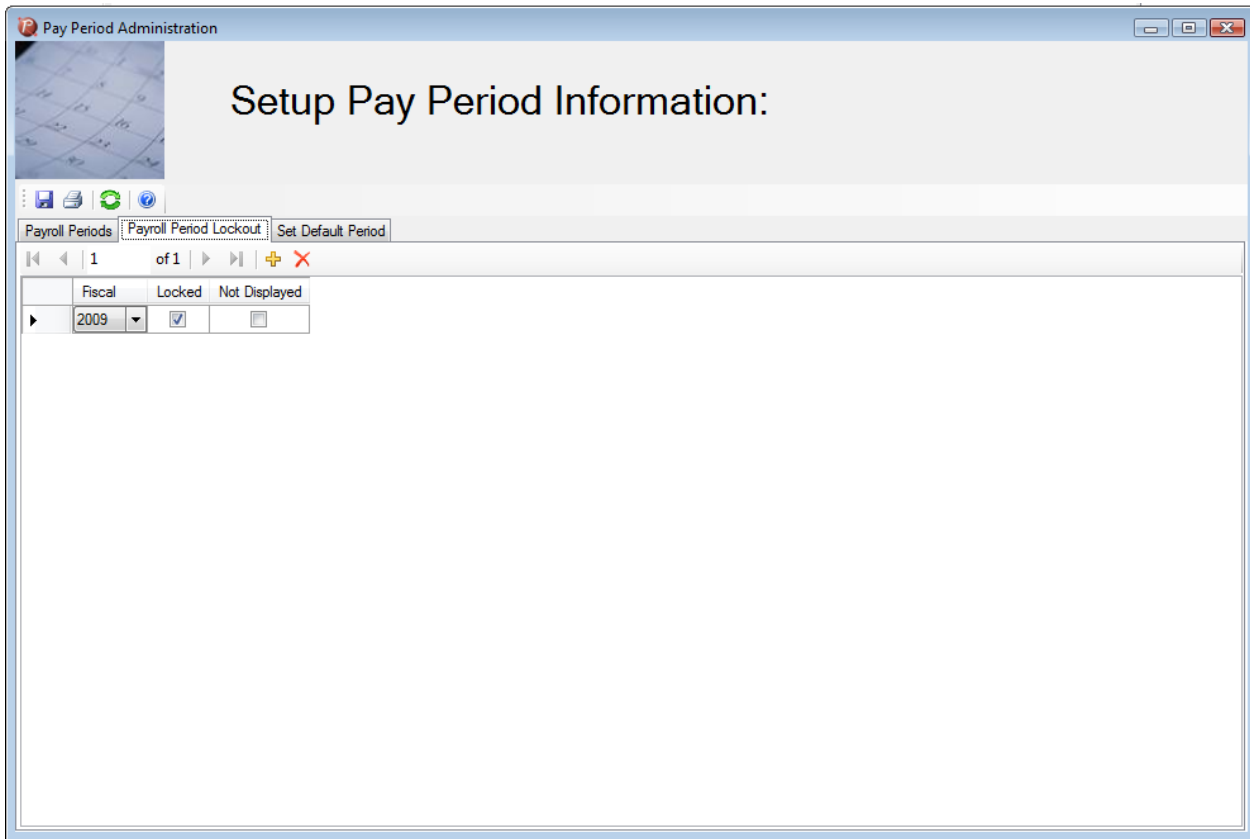 Pay Period Administration
Setup Pay Period Information:
Payroll Periods Payroll Period Lockout Set Default Period
1 of 1
Fiscal Locked Not Displayed
2009